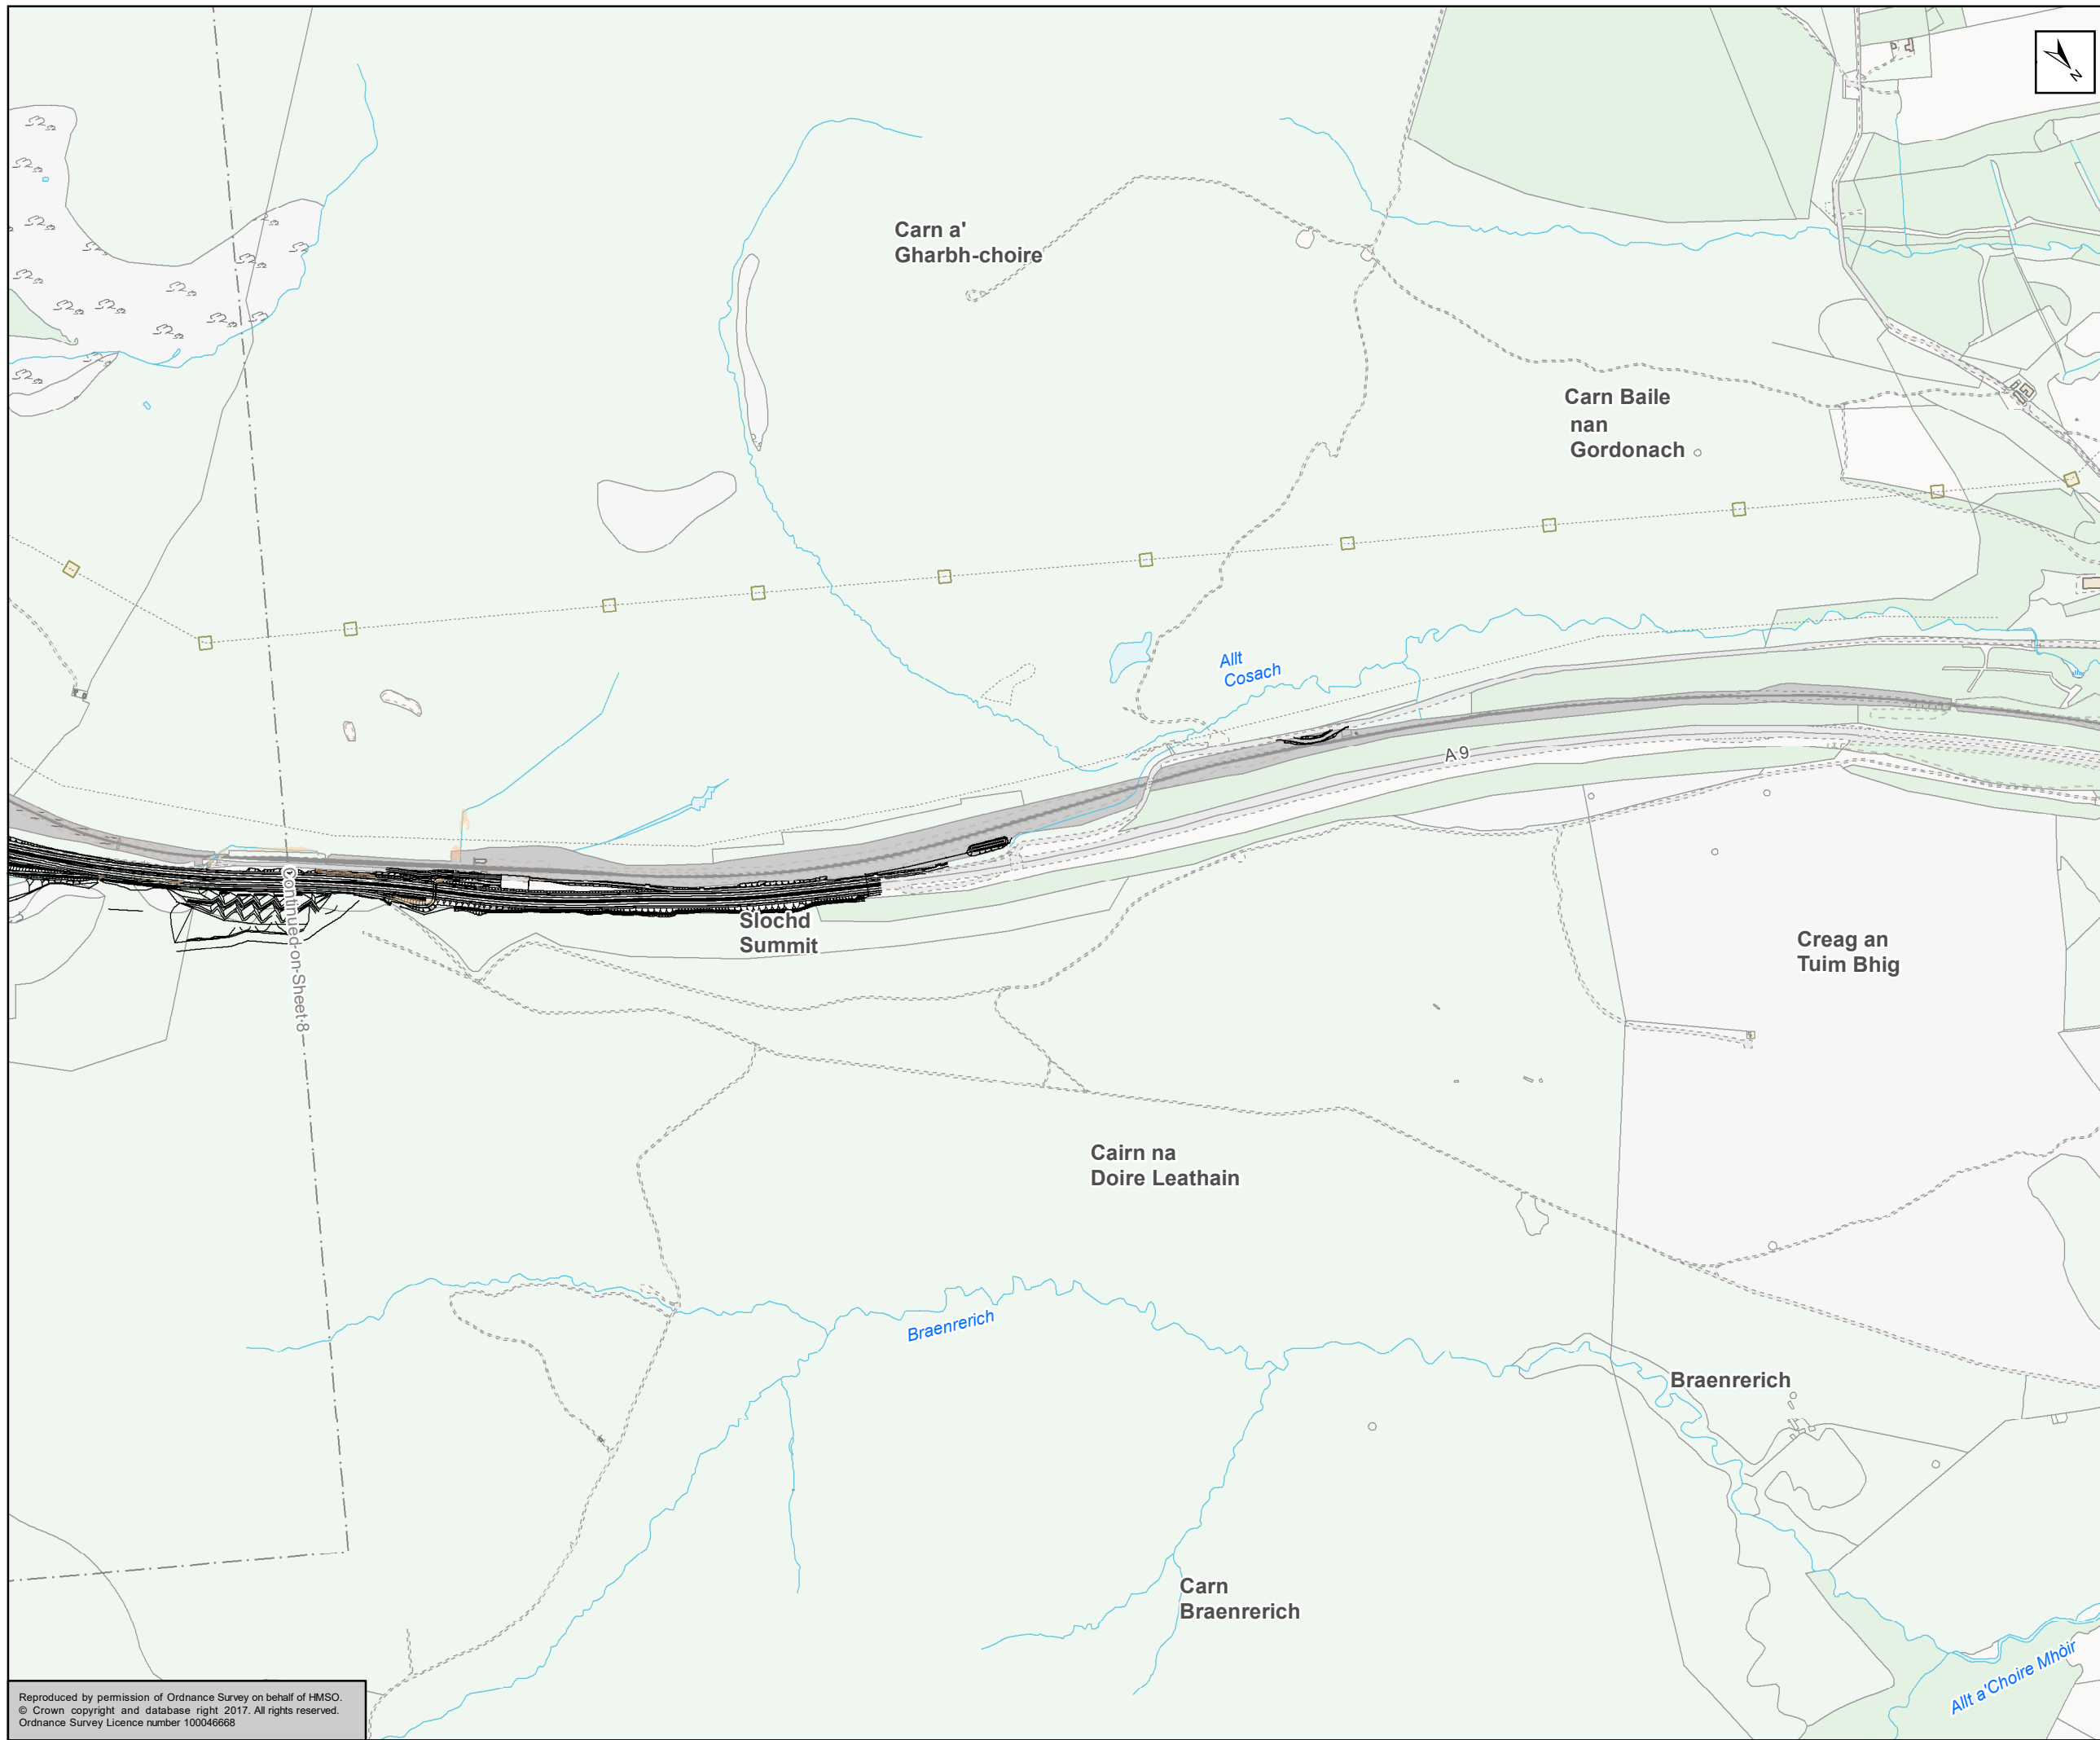 N
Carn a'
Gharbh-choire
Carn Baile
nan
Gordonach
Allt
Cosach
A 9
Continued-on-Sheet-8
Slochd
Summit
Creag an
Tuim Bhig
Cairn na
Doire Leathain
Braenrerich
Braenrerich
Carn
Braenrerich
Allt a'Choire Mhòir
Reproduced by permission of Ordnance Survey on behalf of HMSO.
© Crown copyright and database right 2017. All rights reserved.
Ordnance Survey Licence number 100046668